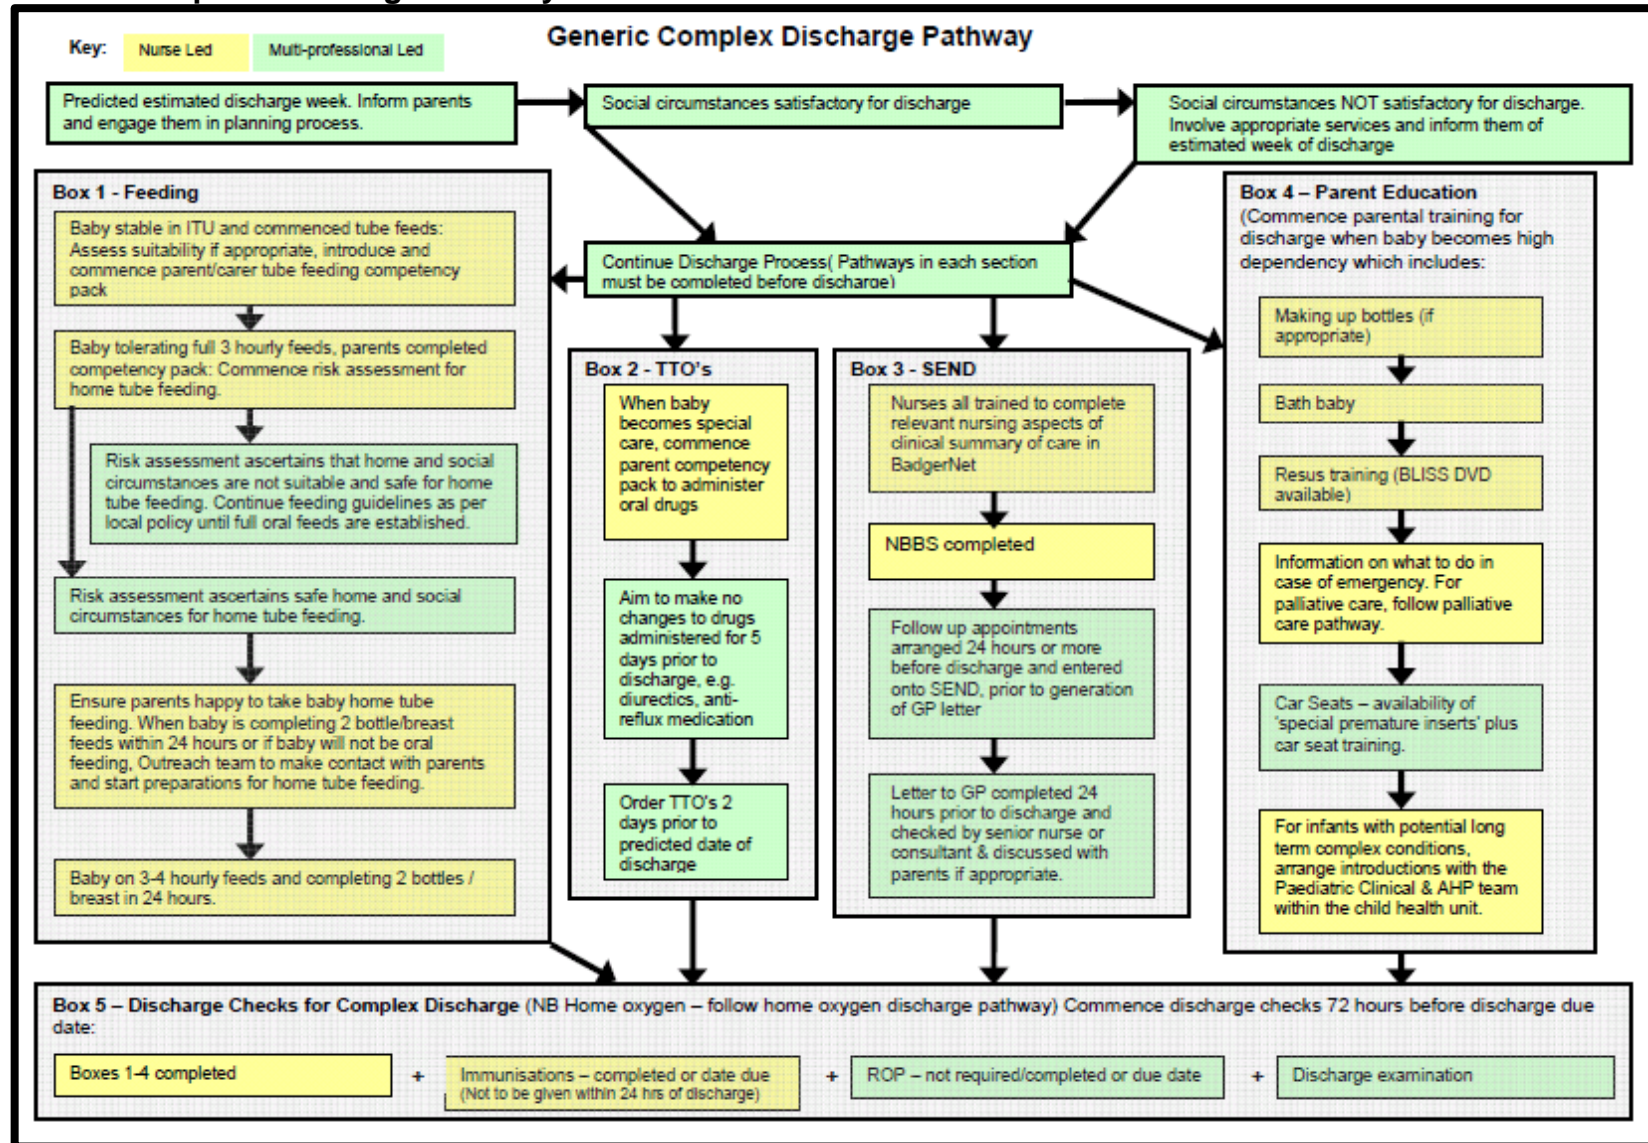 Key:
Nurse Led
Multi-professional Led
Generic Complex Discharge Pathway
Predicted estimated discharge week. Inform parents
and engage them in planning process.
Social circumstances satisfactory for discharge
Social circumstances NOT satisfactory for discharge.
Involve appropriate services and inform them of
estimated week of discharge
Continue Discharge Process( Pathways in each section
must be completed before discharge)
Box 1 - Feeding
Baby stable in ITU and commenced tube feeds:
Assess suitability if appropriate, introduce and
commence parent/carer tube feeding competency
pack
Baby tolerating full 3 hourly feeds, parents completed
competency pack: Commence risk assessment for
home tube feeding.
Risk assessment ascertains that home and social
circumstances are not suitable and safe for home
tube feeding. Continue feeding guidelines as per
local policy until full oral feeds are established.
Risk assessment ascertains safe home and social
circumstances for home tube feeding.
Ensure parents happy to take baby home tube
feeding. When baby is completing 2 bottle/breast
feeds within 24 hours or if baby will not be oral
feeding, Outreach team to make contact with parents
and start preparations for home tube feeding.
Baby on 3-4 hourly feeds and completing 2 bottles /
breast in 24 hours.
Box 2 - TTO's
When baby
becomes special
care, commence
parent competency
pack to administer
oral drugs
Aim to make no
changes to drugs
administered for 5
days prior to
discharge, e.g.
diurectics, anti-
reflux medication
Order TTO's 2
days prior to
predicted date of
discharge
Box 3 - SEND
Nurses all trained to complete
relevant nursing aspects of
clinical summary of care in
BadgerNet
NBBS completed
Follow up appointments
arranged 24 hours or more
before discharge and entered
onto SEND, prior to generation
of GP letter
Letter to GP completed 24
hours prior to discharge and
checked by senior nurse or
consultant & discussed with
parents if appropriate.
Box 4 – Parent Education
(Commence parental training for
discharge when baby becomes high
dependency which includes:
Making up bottles (if
appropriate)
Bath baby
Resus training (BLISS DVD
available)
Information on what to do in
case of emergency. For
palliative care, follow palliative
care pathway.
Car Seats – availability of
'special premature inserts' plus
car seat training.
For infants with potential long
term complex conditions,
arrange introductions with the
Paediatric Clinical & AHP team
within the child health unit.
Box 5 – Discharge Checks for Complex Discharge (NB Home oxygen – follow home oxygen discharge pathway) Commence discharge checks 72 hours before discharge due
date:
Boxes 1-4 completed
+
Immunisations – completed or date due
(Not to be given within 24 hrs of discharge)
+
ROP – not required/completed or due date
+
Discharge examination